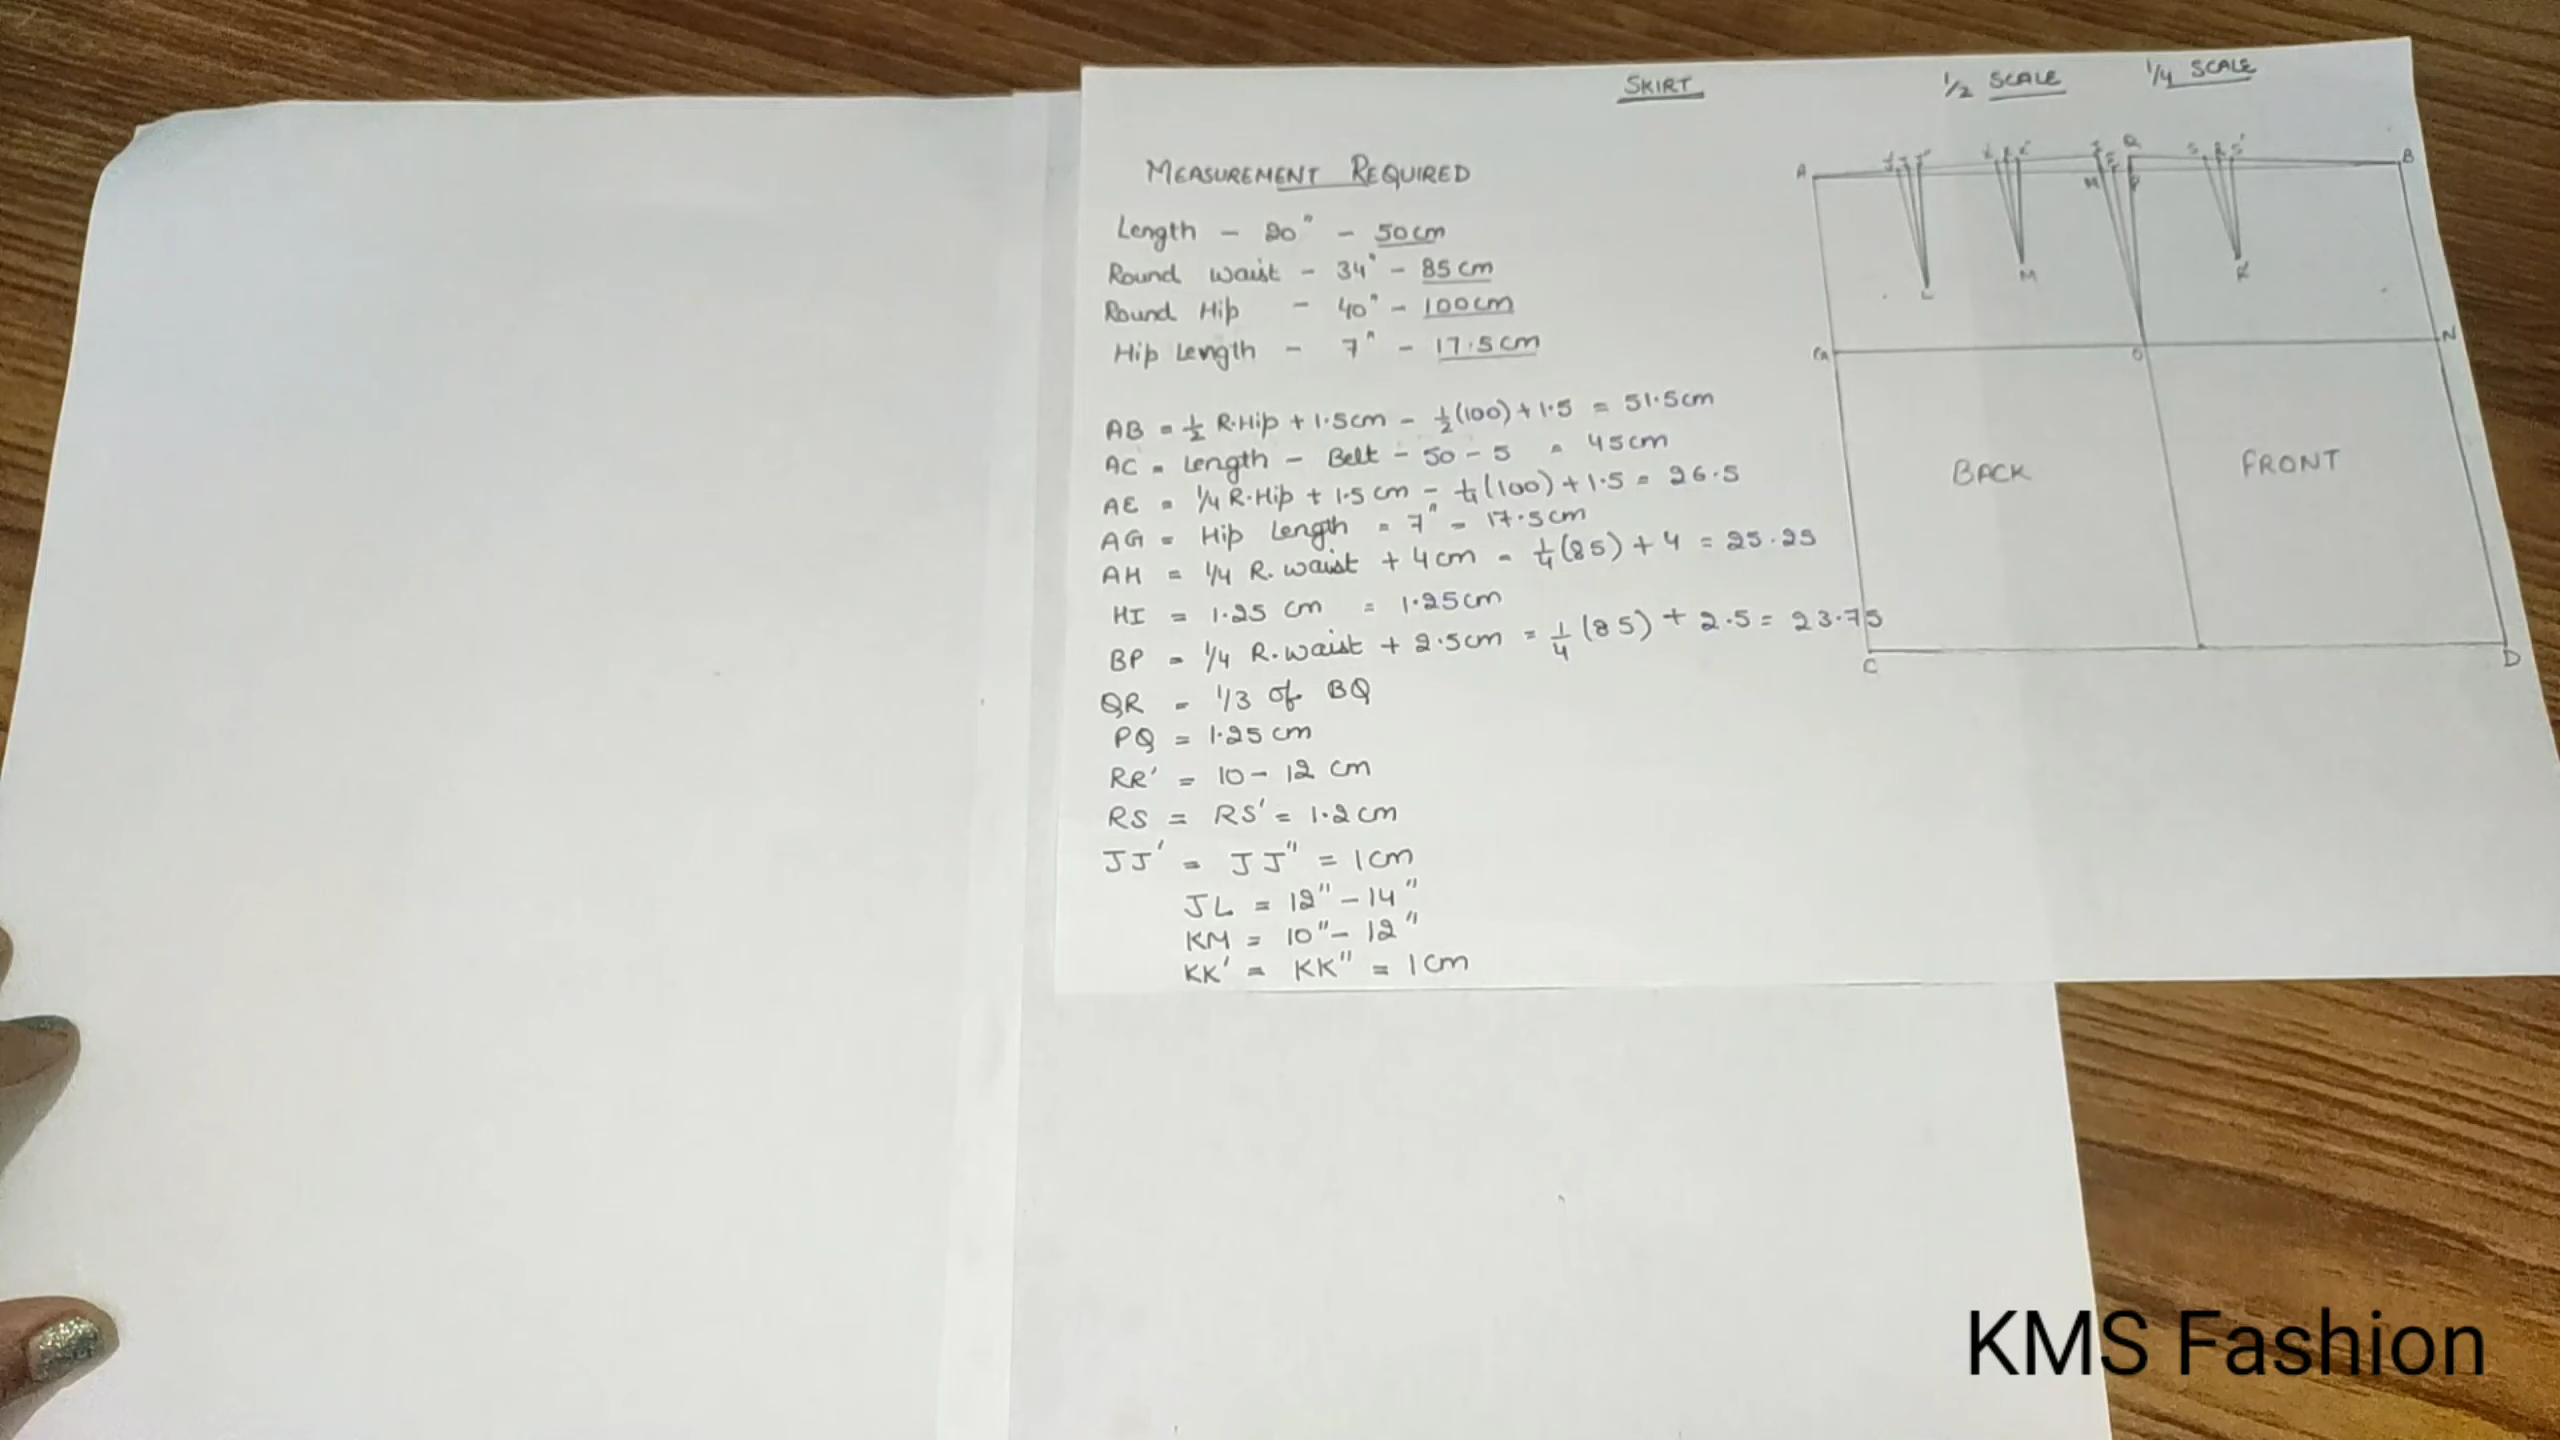 SKIRT 1/2 SCALE 1/4 SCALE
MEASUREMENT REQUIRED
Length - 20" - 50cm
Round waist - 34" - 85cm
Round Hip - 40" - 100cm
Hip Length - 7" - 17.5cm
AB = 1/2 R.Hip + 1.5cm - 1/2(100) + 1.5 = 51.5cm
AC = Length - Belt - 50 - 5 = 45cm
AE = 1/4 R.Hip + 1.5 cm - 1/4(100) + 1.5 = 26.5
AG = Hip Length = 7" - 17.5cm
AH = 1/4 R. waist + 4cm - 1/4(85) + 4 = 25.25
HI = 1.25 cm = 1.25cm
BP = 1/4 R. waist + 2.5cm = 1/4 (85) + 2.5 = 23.75
QR = 1/3 of BQ
PQ = 1.25 cm
RR' = 10 - 12 cm
RS = RS' = 1.2cm
JJ' = JJ" = 1cm
JL = 12" - 14"
KM = 10" - 12"
KK' = KK" = 1cm
A
Q
B
P
L
M
R'
G
O
N
BACK
FRONT
C
D
KMS Fashion